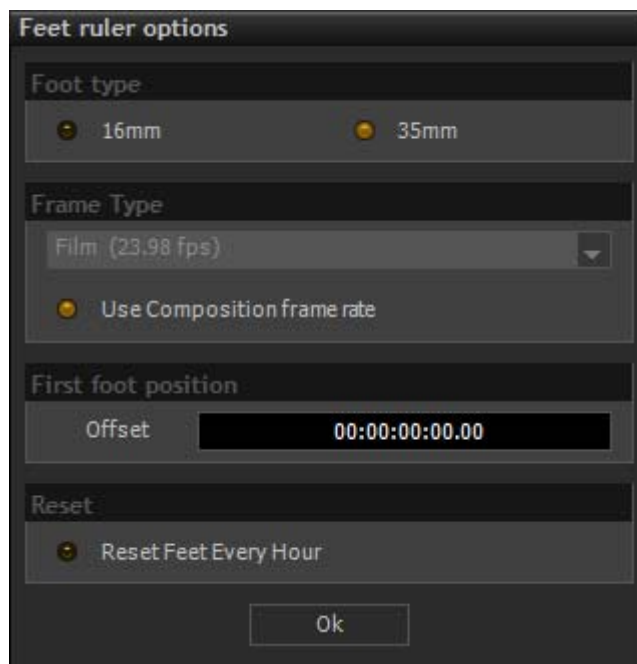 Feet ruler options
Foot type
16mm 35mm
Frame Type
Film (23.98 fps)
Use Composition frame rate
First foot position
Offset 00:00:00:00.00
Reset
Reset Feet Every Hour
Ok